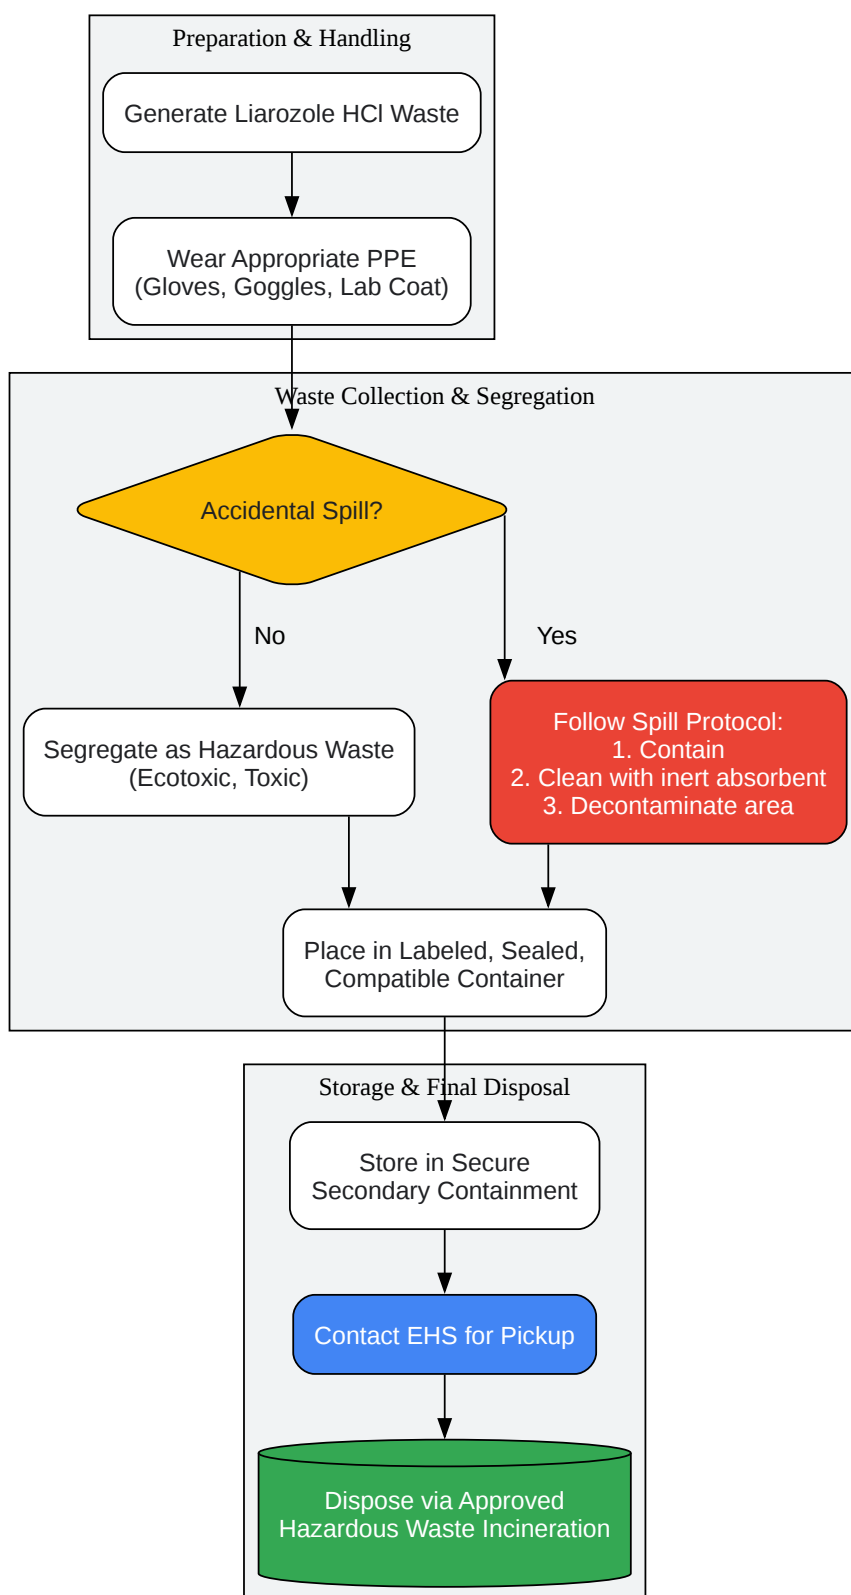 Preparation & Handling
Generate Liarozole HCl Waste
Wear Appropriate PPE
(Gloves, Goggles, Lab Coat)
Waste Collection & Segregation
Accidental Spill?
No
Yes
Segregate as Hazardous Waste
(Ecotoxic, Toxic)
Follow Spill Protocol:
1. Contain
2. Clean with inert absorbent
3. Decontaminate area
Place in Labeled, Sealed,
Compatible Container
Storage & Final Disposal
Store in Secure
Secondary Containment
Contact EHS for Pickup
Dispose via Approved
Hazardous Waste Incineration